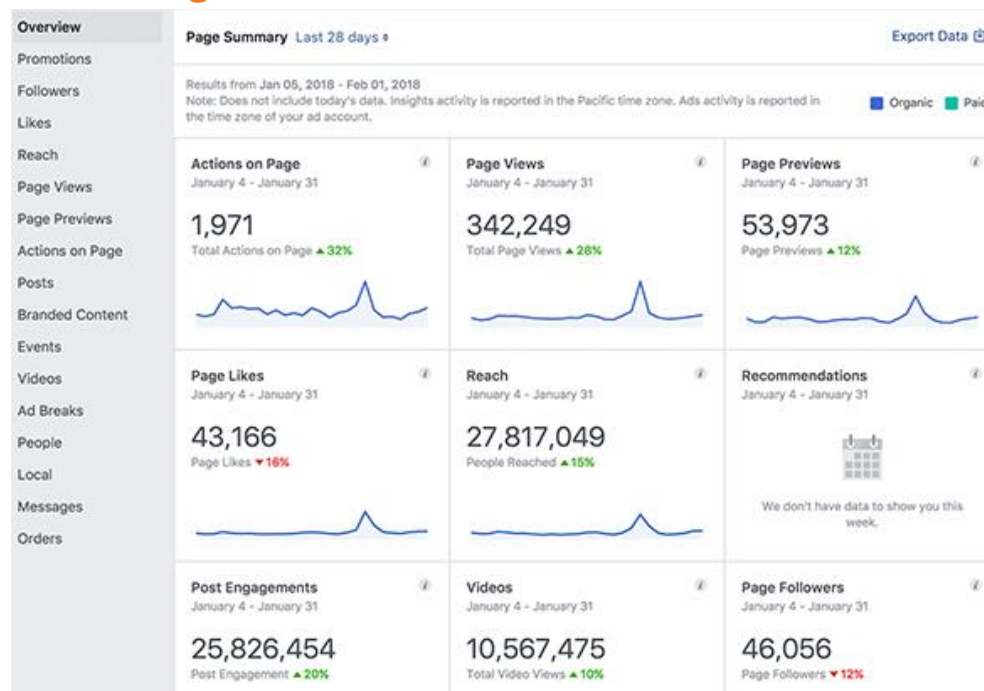 Overview
Promotions
Followers
Likes
Reach
Page Views
Page Previews
Actions on Page
Posts
Branded Content
Events
Videos
Ad Breaks
People
Local
Messages
Orders
Page Summary Last 28 days
Export Data
Results from Jan 05, 2018 - Feb 01, 2018
Note: Does not include today's data. Insights activity is reported in the Pacific time zone. Ads activity is reported in
the time zone of your ad account.
Organic Paid
Actions on Page
January 4 - January 31
1,971
Total Actions on Page ▲ 32%
Page Views
January 4 - January 31
342,249
Total Page Views ▲ 28%
Page Previews
January 4 - January 31
53,973
Page Previews ▲ 12%
Page Likes
January 4 - January 31
43,166
Page Likes ▼ 16%
Reach
January 4 - January 31
27,817,049
People Reached ▲ 15%
Recommendations
January 4 - January 31
We don't have data to show you this
week.
Post Engagements
January 4 - January 31
25,826,454
Post Engagement ▲ 20%
Videos
January 4 - January 31
10,567,475
Total Video Views ▲ 10%
Page Followers
January 4 - January 31
46,056
Page Followers ▼ 12%